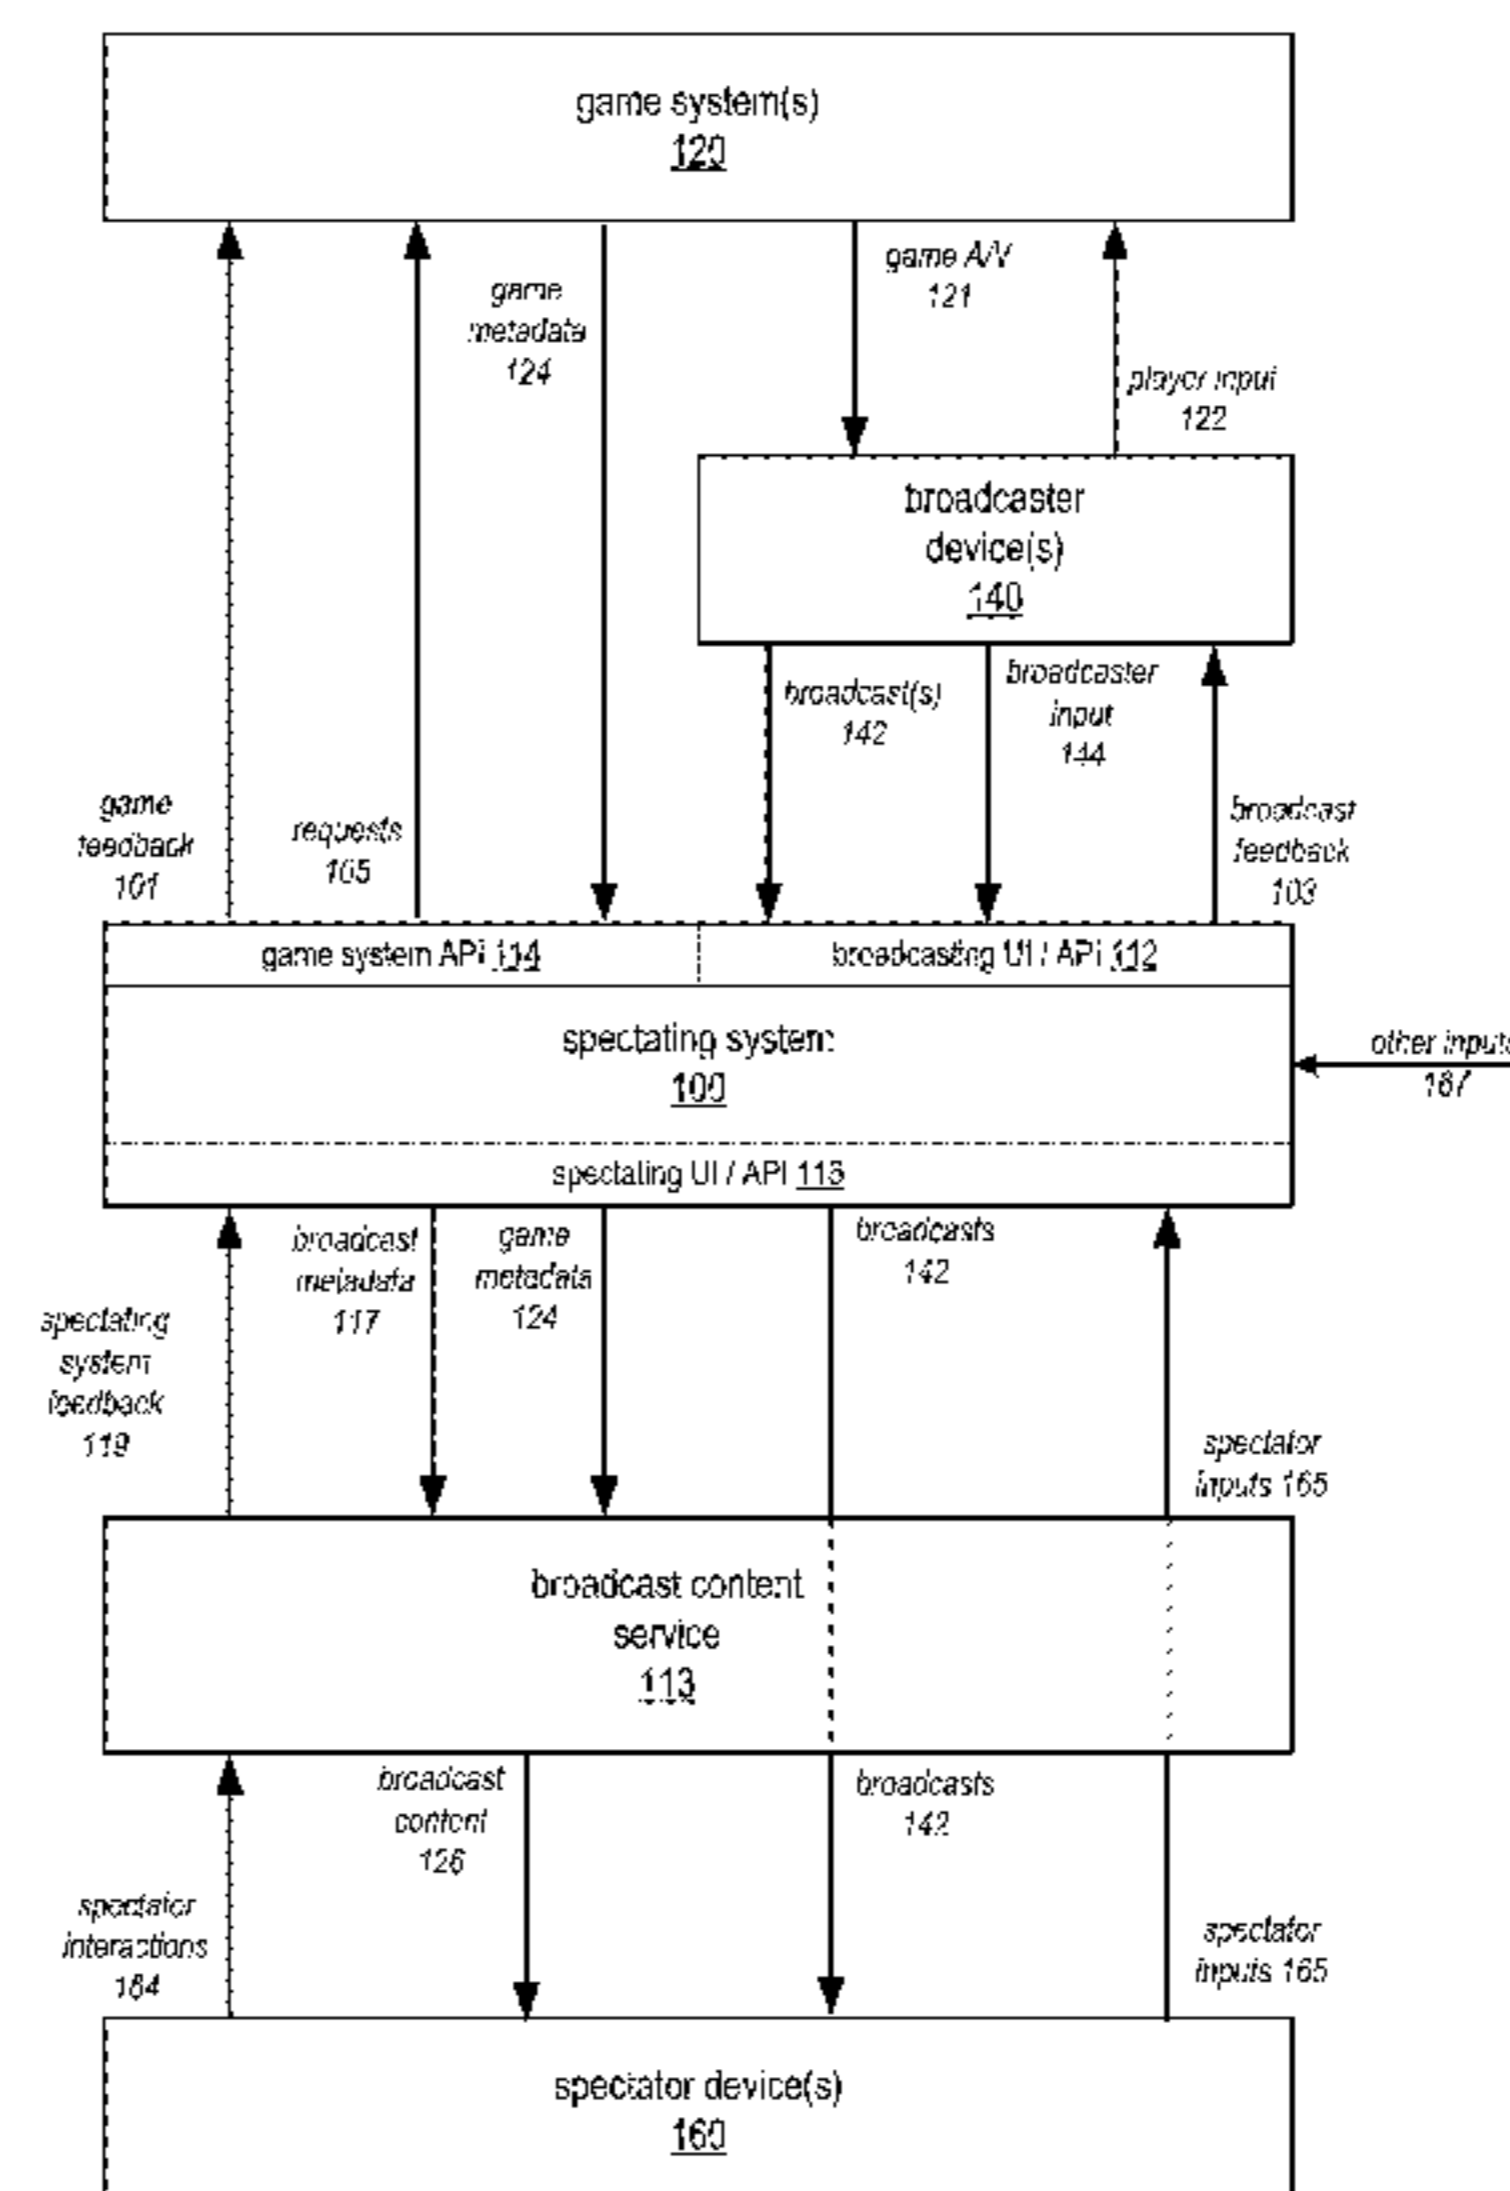 game system(s)
120
game A/V
121
game
metadata
124
player input
122
broadcaster
device(s)
140
broadcast(s)
142
broadcaster
input
144
game
feedback
101
requests
105
broadcast
feedback
103
game system API 114
broadcasting UI / API 112
spectating system
100
other inputs
167
spectating UI / API 116
broadcast
metadata
117
game
metadata
124
broadcasts
142
spectating
system
feedback
119
spectator
inputs 165
broadcast content
service
113
broadcast
content
126
broadcasts
142
spectator
interactions
164
spectator
inputs 165
spectator device(s)
160